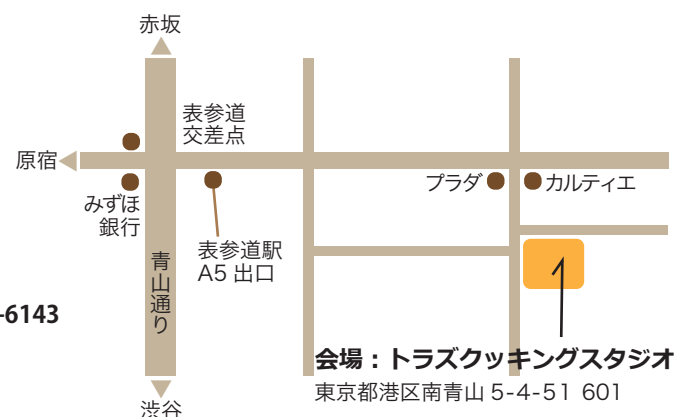 赤坂
表参道
交差点
原宿
プラダ
カルティエ
みずほ
銀行
表参道駅
A5 出口
青山通り
-6143
会場：トラズクッキングスタジオ
東京都港区南青山 5-4-51 601
渋谷